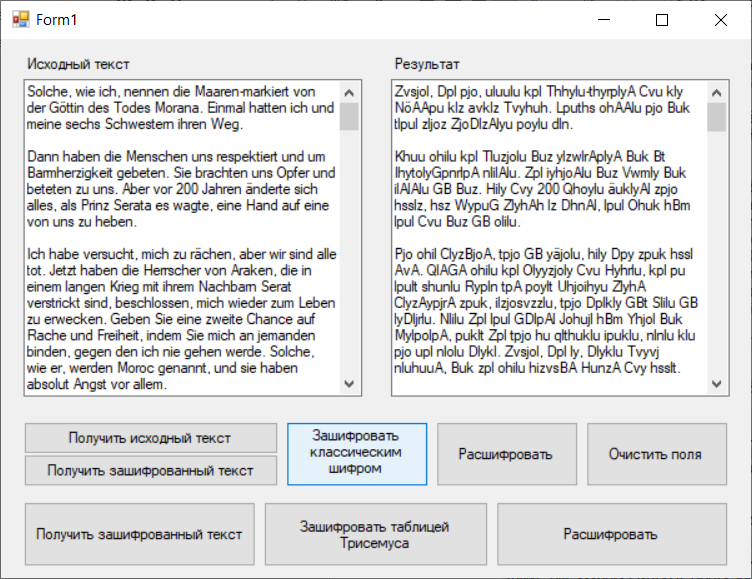 Form1
Исходный текст
Solche, wie ich, nennen die Maaren-markiert von
der Göttin des Todes Morana. Einmal hatten ich und
meine sechs Schwestern ihren Weg.
Dann haben die Menschen uns respektiert und um
Barmherzigkeit gebeten. Sie brachten uns Opfer und
beteten zu uns. Aber vor 200 Jahren änderte sich
alles, als Prinz Serata es wagte, eine Hand auf eine
von uns zu heben.
Ich habe versucht, mich zu rächen, aber wir sind alle
tot. Jetzt haben die Herrscher von Araken, die in
einem langen Krieg mit ihrem Nachbarn Serat
verstrickt sind, beschlossen, mich wieder zum Leben
zu erwecken. Geben Sie eine zweite Chance auf
Rache und Freiheit, indem Sie mich an jemanden
binden, gegen den ich nie gehen werde. Solche,
wie er, werden Moroc genannt, und sie haben
absolut Angst vor allem.
Результат
Zvsjol, Dpl pjo, uluulu kpl Thhylu-thyrplyA Cvu kly
NöAApu klz avklz Tvyhuh. Lpuths ohAAlu pjo Buk
tlpul zljoz ZjoDlzAlyu poylu dln.
Khuu ohilu kpl Tluzjolu Buz ylzwlrAplyA Buk Bt
IhytolyGpnrlpA nlilAlu. Zpl iyhjoAlu Buz Vwmly Buk
ilAlAlu GB Buz. Hily Cvy 200 Qhoylu äuklyAl zpjo
hsslz, hsz WypuG ZlyhAh lz DhnAl, lpul Ohuk hBm
lpul Cvu Buz GB olilu.
Pjo ohil ClyzBjoA, tpjo GB yäjolu, hily Dpy zpuk hssl
AvA. QlAGA ohilu kpl Olyyzjoly Cvu Hyhrlu, kpl pu
lpult shunlu Rypln tpA poylt Uhjoihyu ZlyhA
ClyzAypjrA zpuk, ilzjosvzzlu, tpjo Dplkly GBt Slilu GB
lyDljrlu. Nlilu Zpl lpul GDlpAl Johujl hBm Yhjol Buk
MylpolpA, puklt Zpl tpjo hu qlthuklu ipuklu, nlnlu klu
pjo upl nlolu Dlykl. Zvsjol, Dpl ly, Dlyklu Tvyvj
nluhuuA, Buk zpl ohilu hizvsBA HunzA Cvy hsslt.
Получить исходный текст
Получить зашифрованный текст
Зашифровать
классическим
шифром
Расшифровать
Очистить поля
Получить зашифрованный текст
Зашифровать таблицей
Трисемуса
Расшифровать